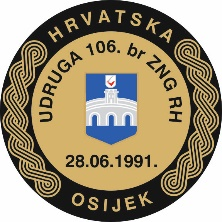 HRVATSKA
UDRUGA 106. br ZNG RH
28.06.1991.
OSIJEK